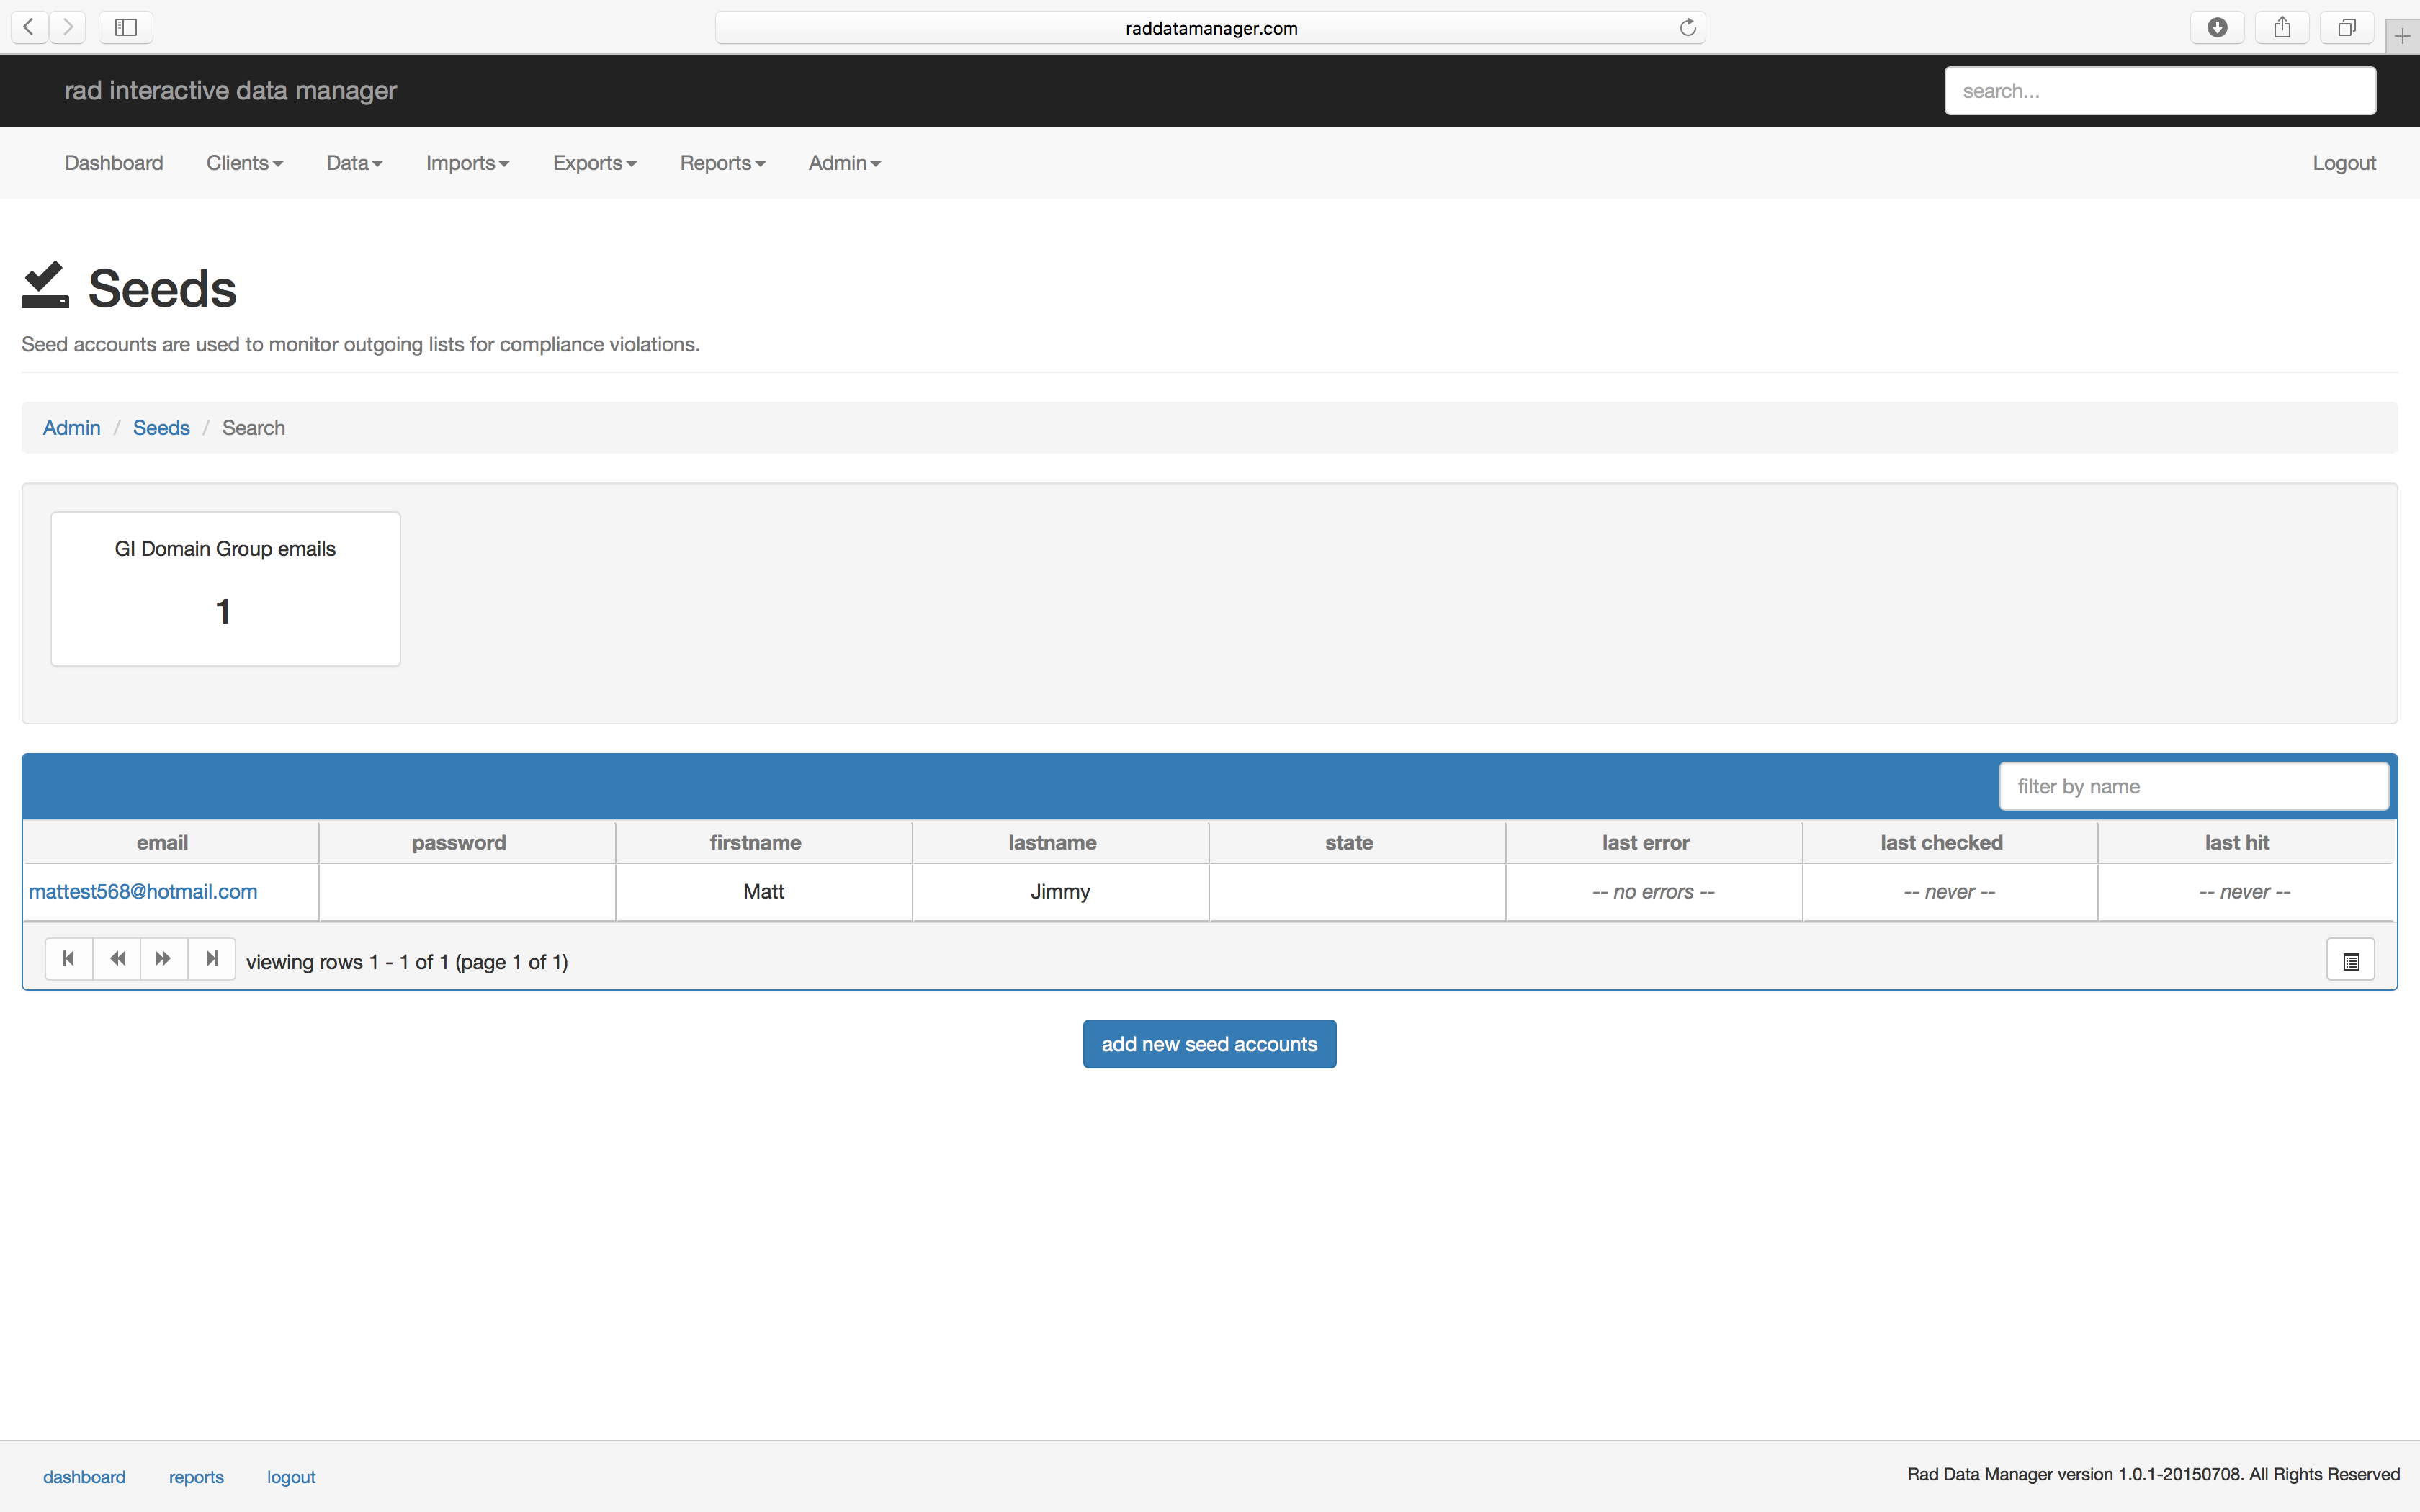 raddatamanager.com
rad interactive data manager search...
Dashboard Clients Data Imports Exports Reports Admin Logout
Seeds
Seed accounts are used to monitor outgoing lists for compliance violations.
Admin / Seeds / Search
GI Domain Group emails
1
filter by name
email password firstname lastname state last error last checked last hit
mattest568@hotmail.com Matt Jimmy -- no errors -- -- never -- -- never --
viewing rows 1 - 1 of 1 (page 1 of 1)
add new seed accounts
dashboard reports logout Rad Data Manager version 1.0.1-20150708. All Rights Reserved